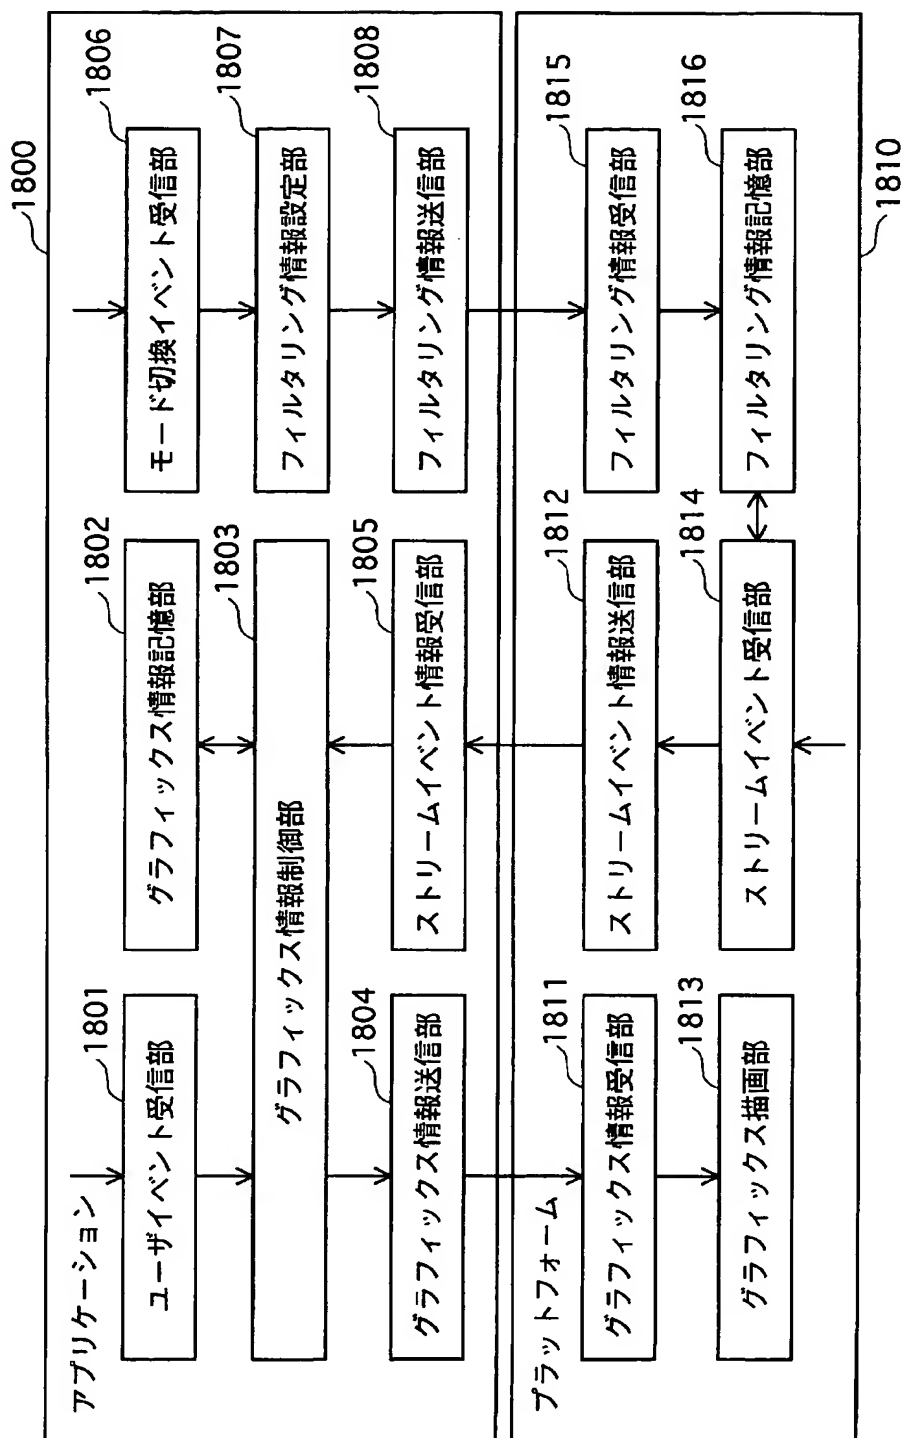 1800
アプリケーション
1801
ユーザイベント受信部
1802
グラフィックス情報記憶部
1806
モード切換イベント受信部
1803
グラフィックス情報制御部
1807
フィルタリング情報設定部
1804
グラフィックス情報送信部
1805
ストリームイベント情報受信部
1808
フィルタリング情報送信部
プラットフォーム
1811
グラフィックス情報受信部
1812
ストリームイベント情報送信部
1815
フィルタリング情報受信部
1813
グラフィックス描画部
1814
ストリームイベント受信部
1816
フィルタリング情報記憶部
1810